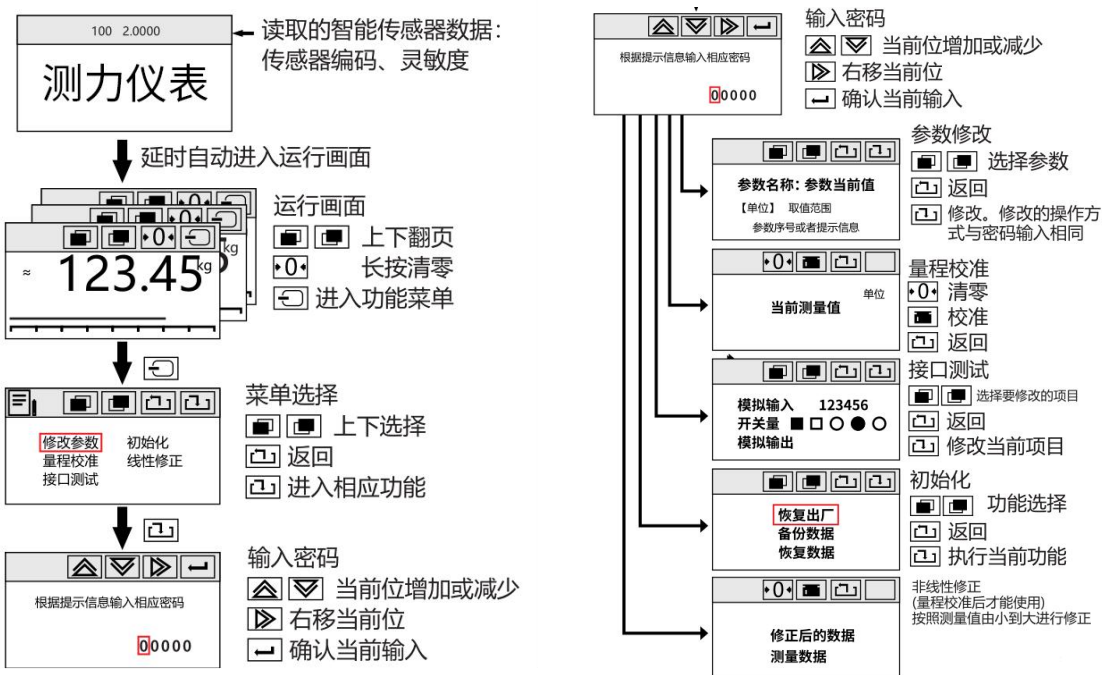 100 2.0000
测力仪表
读取的智能传感器数据：
传感器编码、灵敏度
延时自动进入运行画面
0
≈ 123.45 kg
kg
运行画面
上下翻页
0 长按清零
进入功能菜单
修改参数 初始化
量程校准 线性修正
接口测试
菜单选择
上下选择
返回
进入相应功能
根据提示信息输入相应密码
00000
输入密码
当前位增加或减少
右移当前位
确认当前输入
根据提示信息输入相应密码
00000
输入密码
当前位增加或减少
右移当前位
确认当前输入
参数名称：参数当前值
【单位】 取值范围
参数序号或者提示信息
参数修改
选择参数
返回
修改。修改的操作方
式与密码输入相同
0
单位
当前测量值
量程校准
0 清零
校准
返回
模拟输入 123456
开关量
模拟输出
接口测试
选择要修改的项目
返回
修改当前项目
恢复出厂
备份数据
恢复数据
初始化
功能选择
返回
执行当前功能
0
修正后的数据
测量数据
非线性修正
(量程校准后才能使用)
按照测量值由小到大进行修正